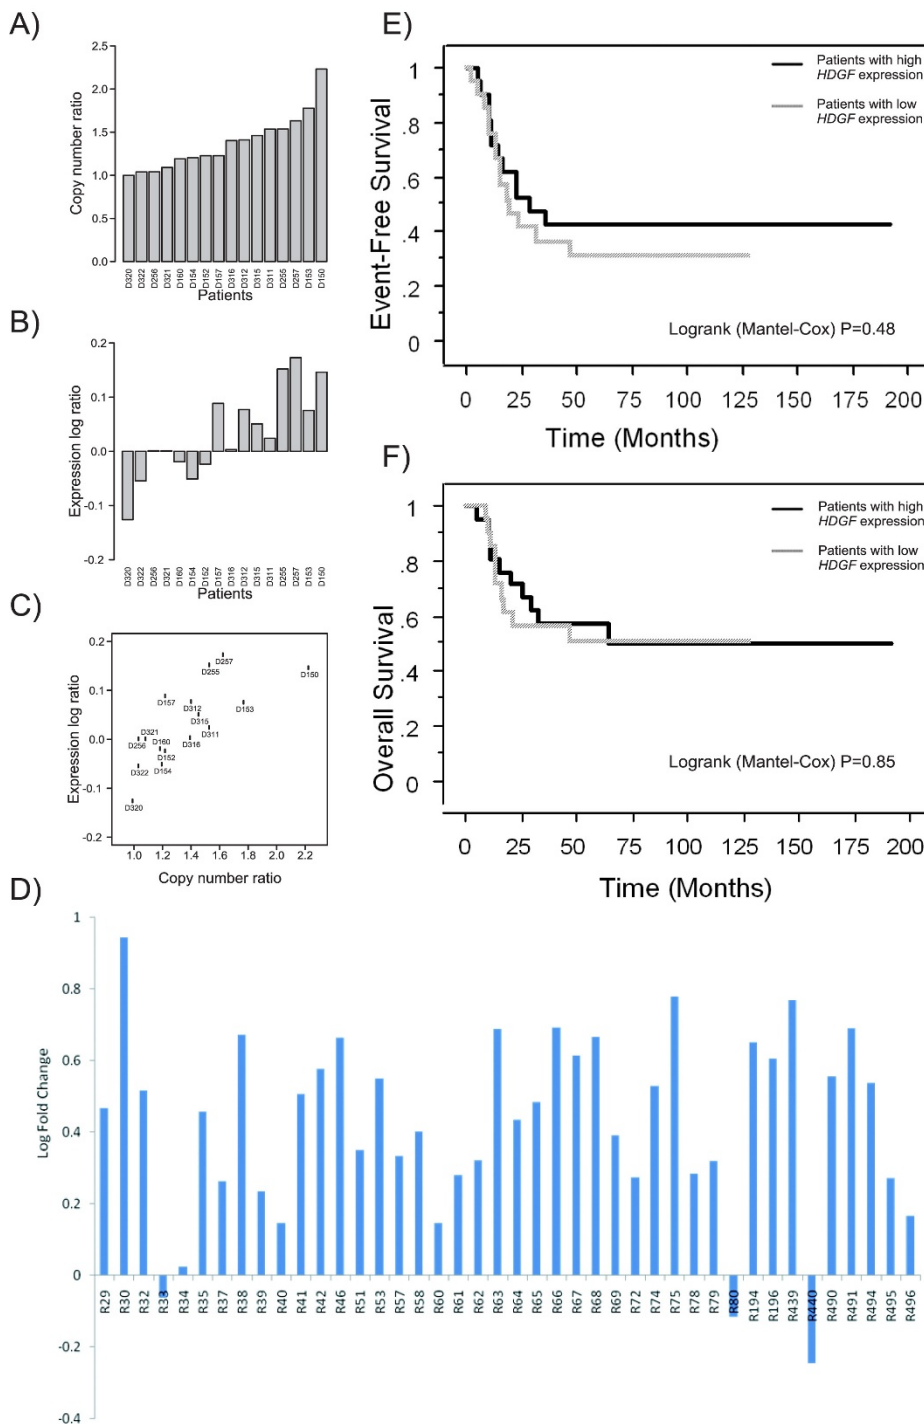 A)
2.5
2.0
1.5
1.0
0.5
0.0
Copy number ratio
D320 D322 D256 D321 D160 D154 D152 D157 D316 D312 D315 D311 D255 D257 D153 D150
Patients
B)
0.2
0.1
0.0
-0.1
-0.2
Expression log ratio
D320 D322 D256 D321 D160 D154 D152 D157 D316 D312 D315 D311 D255 D257 D153 D150
Patients
C)
0.2
0.1
0.0
-0.1
-0.2
Expression log ratio
D257
D255
D150
D157
D312
D153
D315
D321
D311
D256
D160
D316
D152
D322
D154
D320
1.0 1.2 1.4 1.6 1.8 2.0 2.2
Copy number ratio
E)
Patients with high
HDGF expression
Patients with low
HDGF expression
1
.8
.6
.4
.2
0
Event-Free Survival
Logrank (Mantel-Cox) P=0.48
0 25 50 75 100 125 150 175 200
Time (Months)
F)
Patients with high
HDGF expression
Patients with low
HDGF expression
1
.8
.6
.4
.2
0
Overall Survival
Logrank (Mantel-Cox) P=0.85
0 25 50 75 100 125 150 175 200
Time (Months)
D)
1
0.8
0.6
0.4
0.2
0
-0.2
-0.4
Log Fold Change
R29 R30 R32 R33 R34 R35 R37 R38 R39 R40 R41 R42 R46 R51 R53 R57 R58 R60 R61 R62 R63 R64 R65 R66 R67 R68 R69 R72 R74 R75 R78 R79 R80 R194 R196 R439 R440 R490 R491 R494 R495 R496